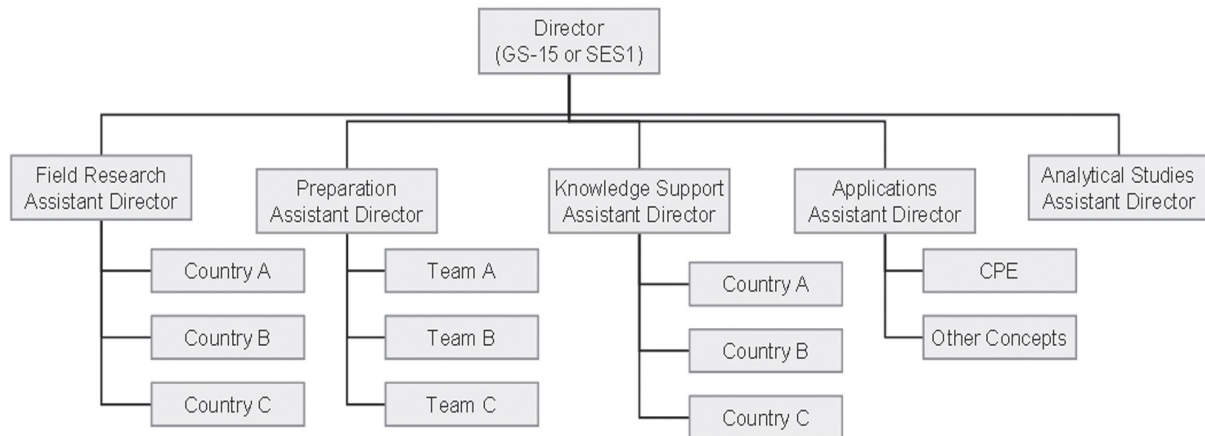 Director
(GS-15 or SES1)
Field Research
Assistant Director
Country A
Country B
Country C
Preparation
Assistant Director
Team A
Team B
Team C
Knowledge Support
Assistant Director
Country A
Country B
Country C
Applications
Assistant Director
CPE
Other Concepts
Analytical Studies
Assistant Director